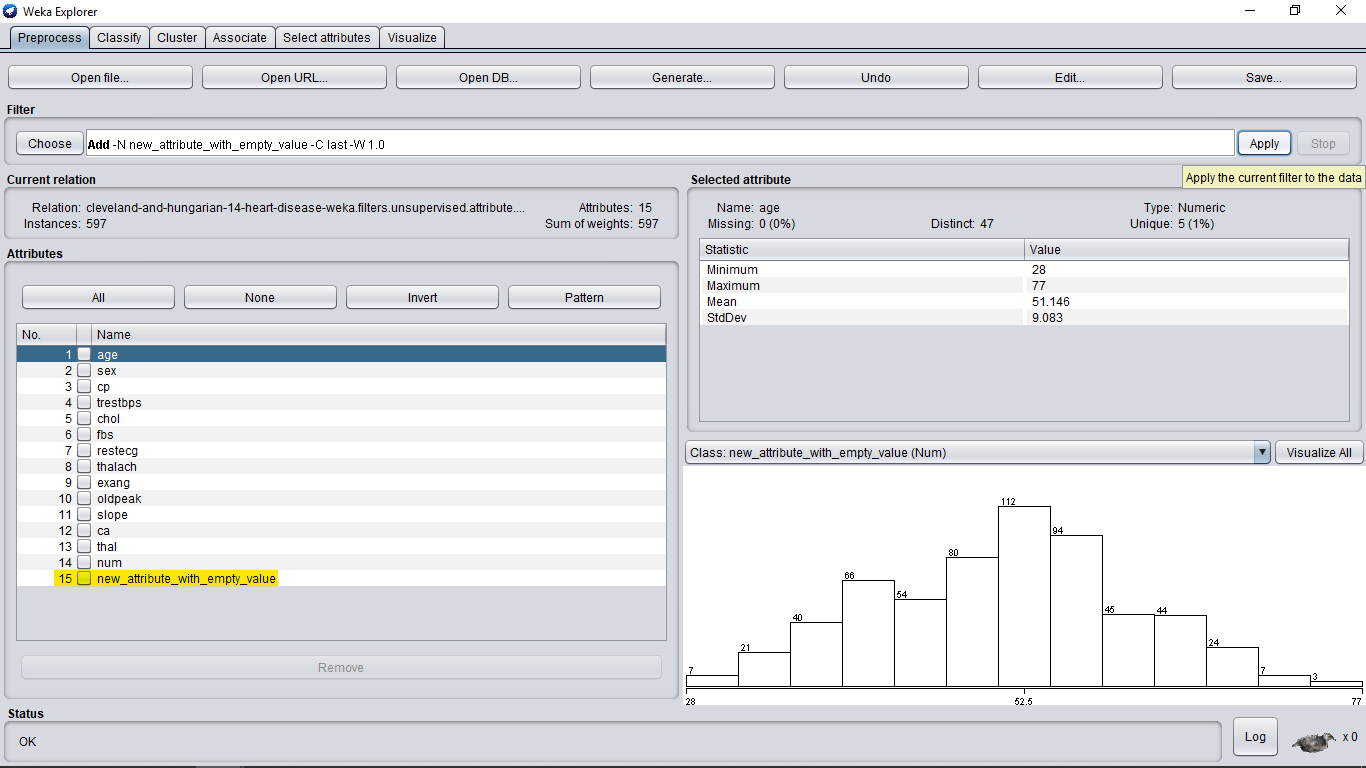 Weka Explorer
Preprocess Classify Cluster Associate Select attributes Visualize
Open file... Open URL... Open DB... Generate... Undo Edit... Save...
Filter
Choose Add -N new_attribute_with_empty_value -C last -W 1.0 Apply Stop
Apply the current filter to the data
Current relation
Relation: cleveland-and-hungarian-14-heart-disease-weka.filters.unsupervised.attribute.... Attributes: 15
Instances: 597 Sum of weights: 597
Attributes
All None Invert Pattern
No. Name
1 age
2 sex
3 cp
4 trestbps
5 chol
6 fbs
7 restecg
8 thalach
9 exang
10 oldpeak
11 slope
12 ca
13 thal
14 num
15 new_attribute_with_empty_value
Remove
Selected attribute
Name: age Type: Numeric
Missing: 0 (0%) Distinct: 47 Unique: 5 (1%)
Statistic Value
Minimum 28
Maximum 77
Mean 51.146
StdDev 9.083
Class: new_attribute_with_empty_value (Num) Visualize All
7 21 40 66 54 80 112 94 45 44 24 7 3
28 52.5 77
Status
OK Log x 0